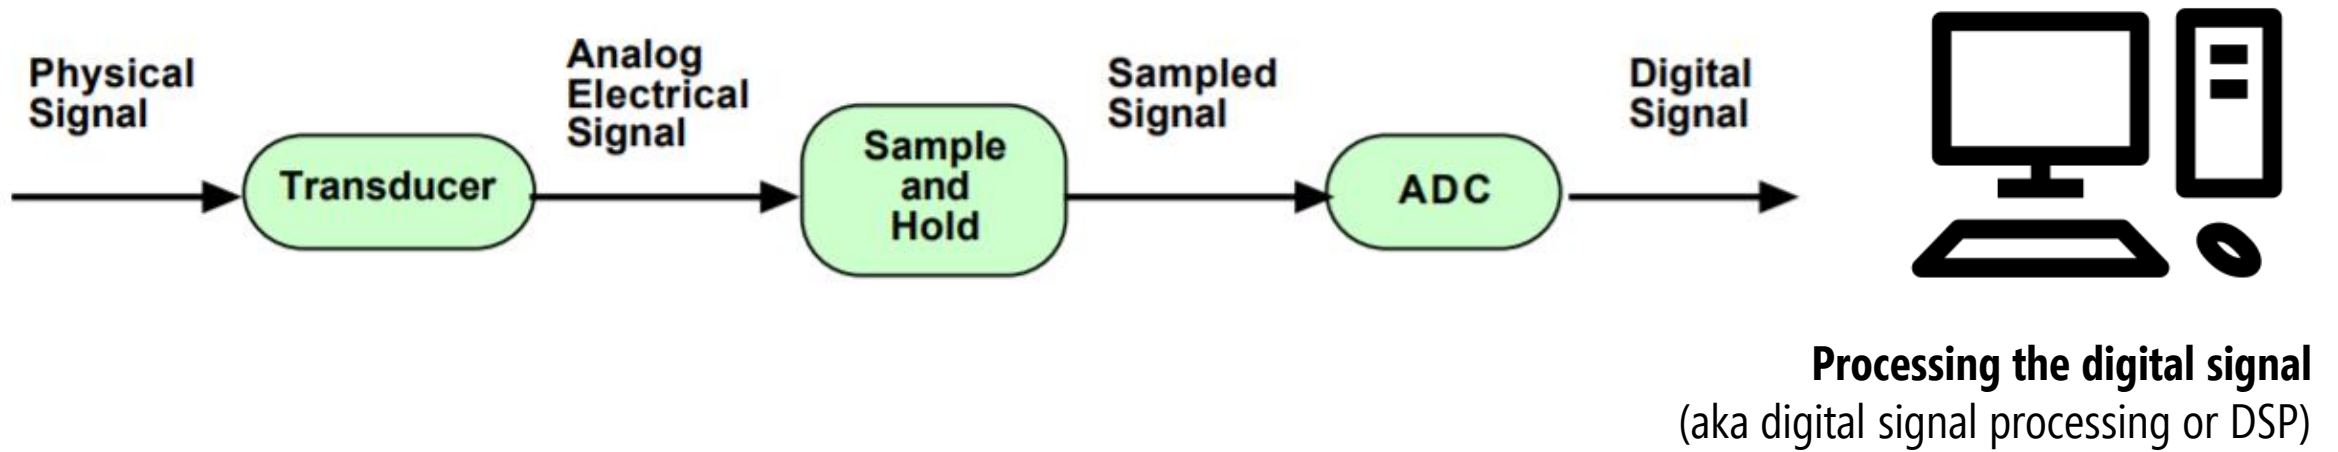 Physical
Signal
Transducer
Analog
Electrical
Signal
Sample
and
Hold
Sampled
Signal
ADC
Digital
Signal
Processing the digital signal
(aka digital signal processing or DSP)